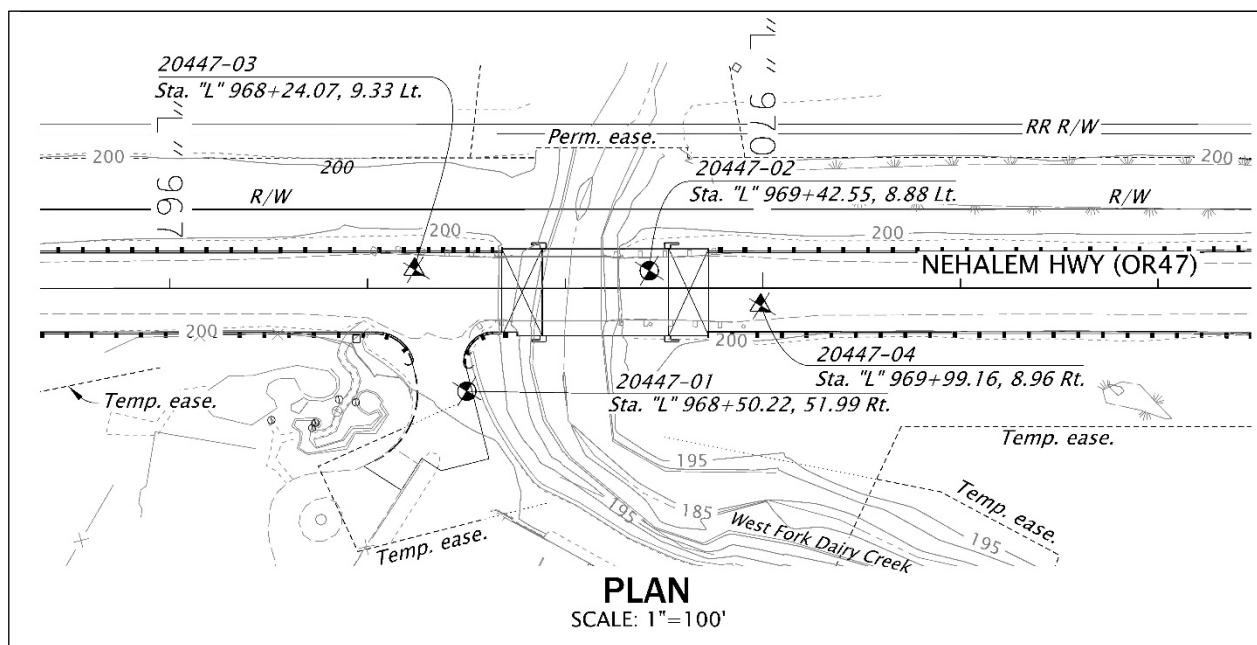 20447-03
Sta. "L" 968+24.07, 9.33 Lt.
"L" 967
"L" 970
RR R/W
Perm. ease.
200
200
200
20447-02
Sta. "L" 969+42.55, 8.88 Lt.
R/W
R/W
200
200
NEHALEM HWY (OR47)
200
200
20447-04
Sta. "L" 969+99.16, 8.96 Rt.
20447-01
Sta. "L" 968+50.22, 51.99 Rt.
Temp. ease.
Temp. ease.
195
185
195
195
West Fork Dairy Creek
Temp. ease.
Temp. ease.
PLAN
SCALE: 1"=100'